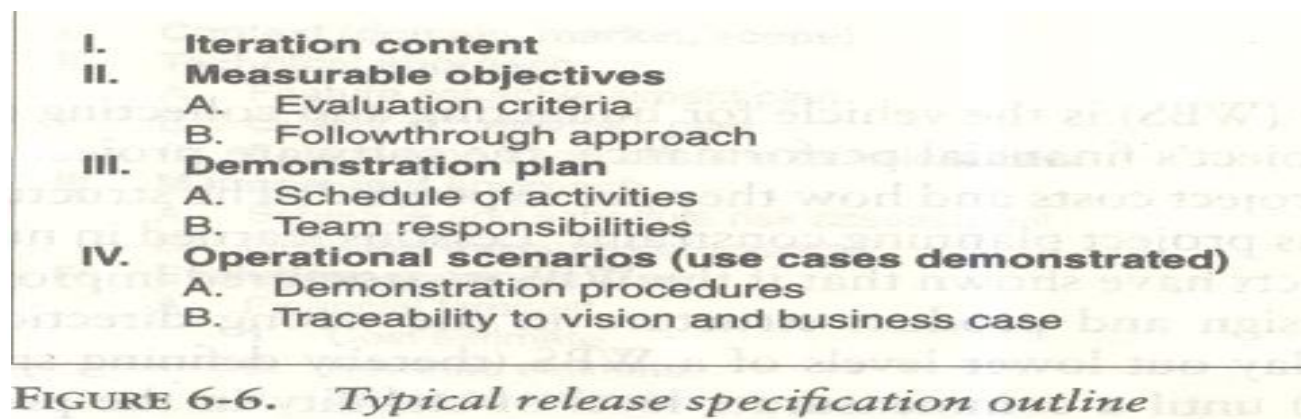 I. Iteration content
II. Measurable objectives
A. Evaluation criteria
B. Followthrough approach
III. Demonstration plan
A. Schedule of activities
B. Team responsibilities
IV. Operational scenarios (use cases demonstrated)
A. Demonstration procedures
B. Traceability to vision and business case
FIGURE 6-6. Typical release specification outline